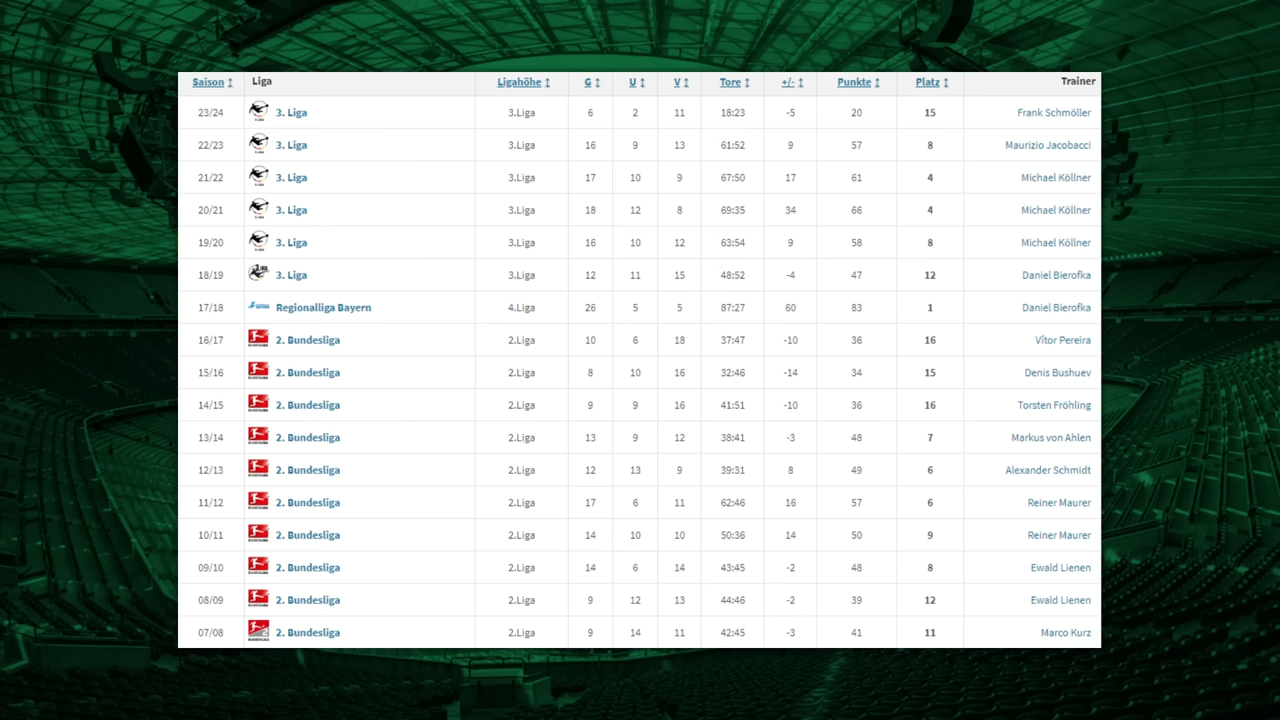 Saison ↕ Liga Ligahöhe ↕ G ↕ U ↕ V ↕ Tore ↕ +/- ↕ Punkte ↕ Platz ↕ Trainer
23/24 3. Liga 3.Liga 6 2 11 18:23 -5 20 15 Frank Schmöller
22/23 3. Liga 3.Liga 16 9 13 61:52 9 57 8 Maurizio Jacobacci
21/22 3. Liga 3.Liga 17 10 9 67:50 17 61 4 Michael Köllner
20/21 3. Liga 3.Liga 18 12 8 69:35 34 66 4 Michael Köllner
19/20 3. Liga 3.Liga 16 10 12 63:54 9 58 8 Michael Köllner
18/19 3. Liga 3.Liga 12 11 15 48:52 -4 47 12 Daniel Bierofka
17/18 Regionalliga Bayern 4.Liga 26 5 5 87:27 60 83 1 Daniel Bierofka
16/17 2. Bundesliga 2.Liga 10 6 18 37:47 -10 36 16 Vítor Pereira
15/16 2. Bundesliga 2.Liga 8 10 16 32:46 -14 34 15 Denis Bushuev
14/15 2. Bundesliga 2.Liga 9 9 16 41:51 -10 36 16 Torsten Fröhling
13/14 2. Bundesliga 2.Liga 13 9 12 38:41 -3 48 7 Markus von Ahlen
12/13 2. Bundesliga 2.Liga 12 13 9 39:31 8 49 6 Alexander Schmidt
11/12 2. Bundesliga 2.Liga 17 6 11 62:46 16 57 6 Reiner Maurer
10/11 2. Bundesliga 2.Liga 14 10 10 50:36 14 50 9 Reiner Maurer
09/10 2. Bundesliga 2.Liga 14 6 14 43:45 -2 48 8 Ewald Lienen
08/09 2. Bundesliga 2.Liga 9 12 13 44:46 -2 39 12 Ewald Lienen
07/08 2. Bundesliga 2.Liga 9 14 11 42:45 -3 41 11 Marco Kurz